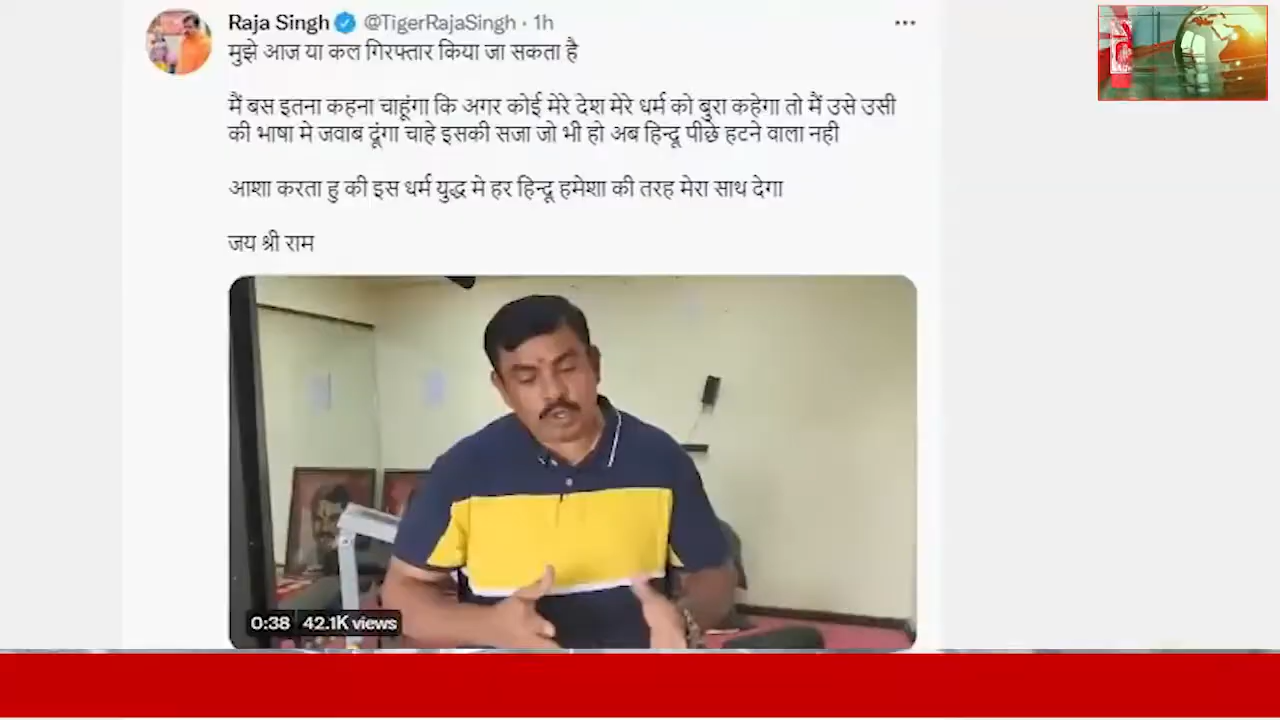 Raja Singh @TigerRajaSingh · 1h
मुझे आज या कल गिरफ्तार किया जा सकता है
मैं बस इतना कहना चाहूंगा कि अगर कोई मेरे देश मेरे धर्म को बुरा कहेगा तो मैं उसे उसी
की भाषा मे जवाब दूंगा चाहे इसकी सजा जो भी हो अब हिन्दू पीछे हटने वाला नही
आशा करता हु की इस धर्म युद्ध मे हर हिन्दू हमेशा की तरह मेरा साथ देगा
जय श्री राम
0:38 42.1K views